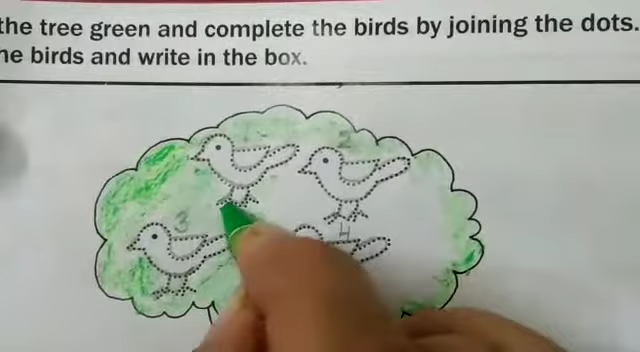 the tree green and complete the birds by joining the dots.
he birds and write in the box.
1 2
3 4